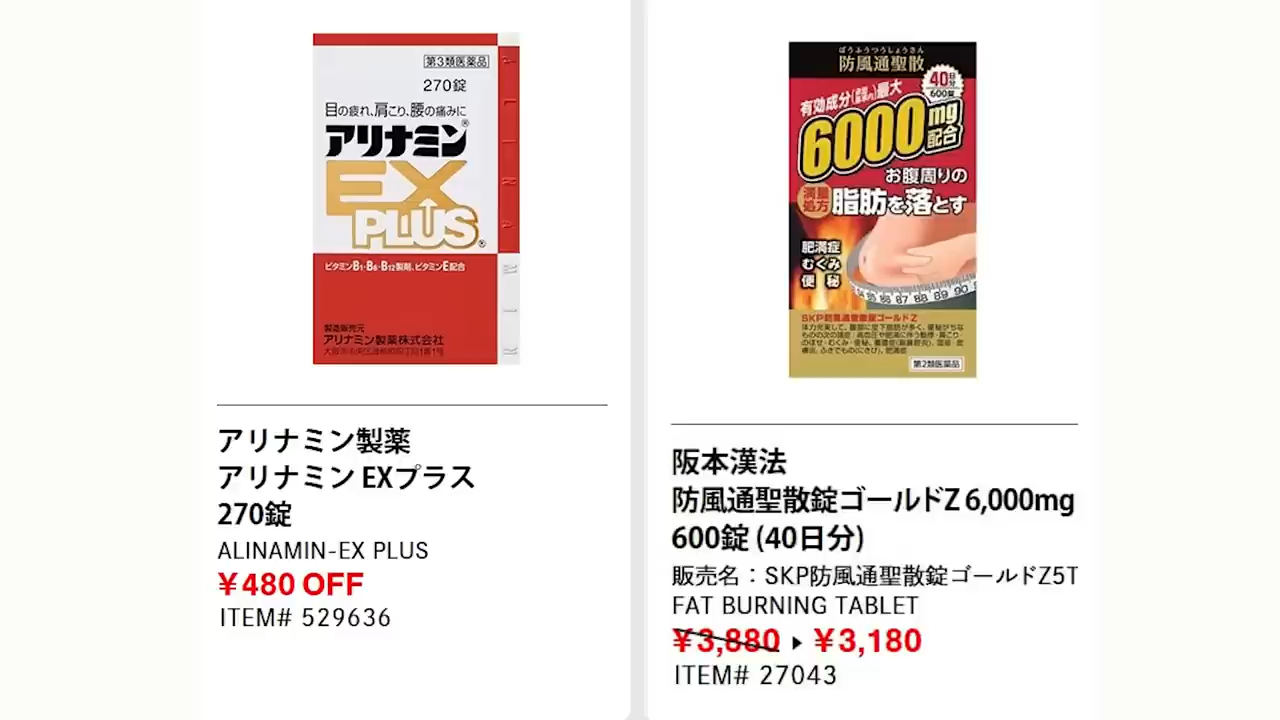 第3類医薬品
270錠
目の疲れ、肩こり、腰の痛みに
アリナミン®
EX
PLUS®
ビタミンB1・B6・B12製剤、ビタミンE配合
製造販売元
アリナミン製薬株式会社
アリナミン製薬
アリナミン EXプラス
270錠
ALINAMIN-EX PLUS
¥480 OFF
ITEM# 529636
ぼうふうつうしょうさん
防風通聖散
40日分
600錠
有効成分 最大
6000mg
配合
お腹周りの
満量
処方
脂肪を落とす
肥満症
むくみ
便秘
86 87 88 89 90
SKP防風通聖散錠ゴールドZ
第2類医薬品
阪本漢法
防風通聖散錠ゴールドZ 6,000mg
600錠 (40日分)
販売名：SKP防風通聖散錠ゴールドZ5T
FAT BURNING TABLET
¥3,880 ▶ ¥3,180
ITEM# 27043